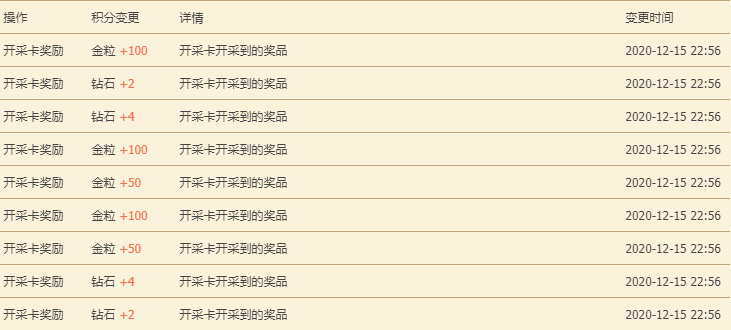 操作 积分变更 详情 变更时间
开采卡奖励 金粒 +100 开采卡开采到的奖品 2020-12-15 22:56
开采卡奖励 钻石 +2 开采卡开采到的奖品 2020-12-15 22:56
开采卡奖励 钻石 +4 开采卡开采到的奖品 2020-12-15 22:56
开采卡奖励 金粒 +100 开采卡开采到的奖品 2020-12-15 22:56
开采卡奖励 金粒 +50 开采卡开采到的奖品 2020-12-15 22:56
开采卡奖励 金粒 +100 开采卡开采到的奖品 2020-12-15 22:56
开采卡奖励 金粒 +50 开采卡开采到的奖品 2020-12-15 22:56
开采卡奖励 钻石 +4 开采卡开采到的奖品 2020-12-15 22:56
开采卡奖励 钻石 +2 开采卡开采到的奖品 2020-12-15 22:56